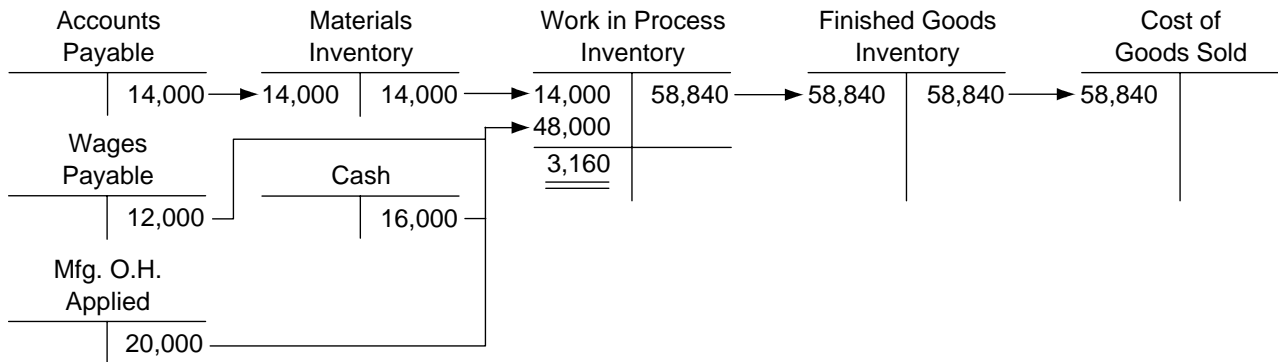 Accounts
Payable
14,000
Materials
Inventory
14,000 14,000
Work in Process
Inventory
14,000 58,840
48,000
3,160
Finished Goods
Inventory
58,840 58,840
Cost of
Goods Sold
58,840
Wages
Payable
12,000
Cash
16,000
Mfg. O.H.
Applied
20,000